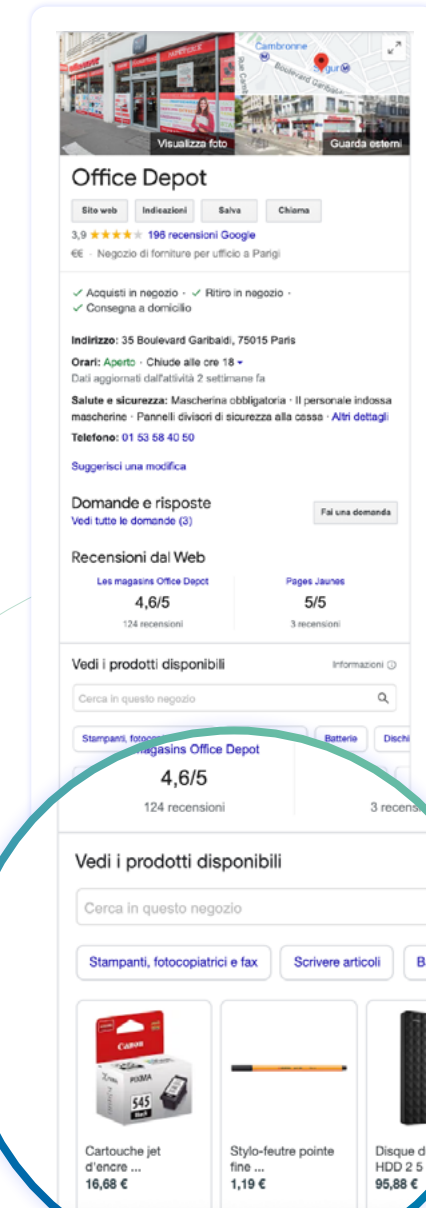 Cambronne
Boulevard Garibaldi
Visualizza foto
Guarda esterni
Office Depot
Sito web
Indicazioni
Salva
Chiama
3,9 196 recensioni Google
€€ · Negozio di forniture per ufficio a Parigi
Acquisti in negozio · Ritiro in negozio ·
Consegna a domicilio
Indirizzo: 35 Boulevard Garibaldi, 75015 Paris
Orari: Aperto · Chiude alle ore 18
Dati aggiornati dall'attività 2 settimane fa
Salute e sicurezza: Mascherina obbligatoria · Il personale indossa
mascherine · Pannelli divisori di sicurezza alla cassa · Altri dettagli
Telefono: 01 53 58 40 50
Suggerisci una modifica
Domande e risposte
Vedi tutte le domande (3)
Fai una domanda
Recensioni dal Web
Les magasins Office Depot
4,6/5
124 recensioni
Pages Jaunes
5/5
3 recensioni
Vedi i prodotti disponibili
Informazioni
Cerca in questo negozio
Stampanti,
Batterie
Dischi
magasins Office Depot
4,6/5
124 recensioni
3 recens
Vedi i prodotti disponibili
Cerca in questo negozio
Stampanti, fotocopiatrici e fax
Scrivere articoli
Canon
PIXMA
545
Black
Cartouche jet
d'encre ...
16,68 €
Stylo-feutre pointe
fine ...
1,19 €
Disque d
HDD 2 5
95,88 €